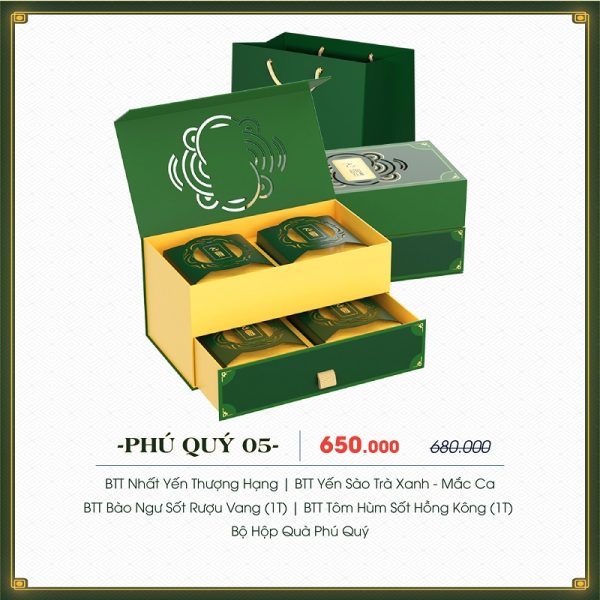 -PHÚ QUÝ 05- | 650.000 680.000
BTT Nhất Yến Thượng Hạng | BTT Yến Sào Trà Xanh - Mắc Ca
BTT Bào Ngư Sốt Rượu Vang (1T) | BTT Tôm Hùm Sốt Hồng Kông (1T)
Bộ Hộp Quà Phú Quý